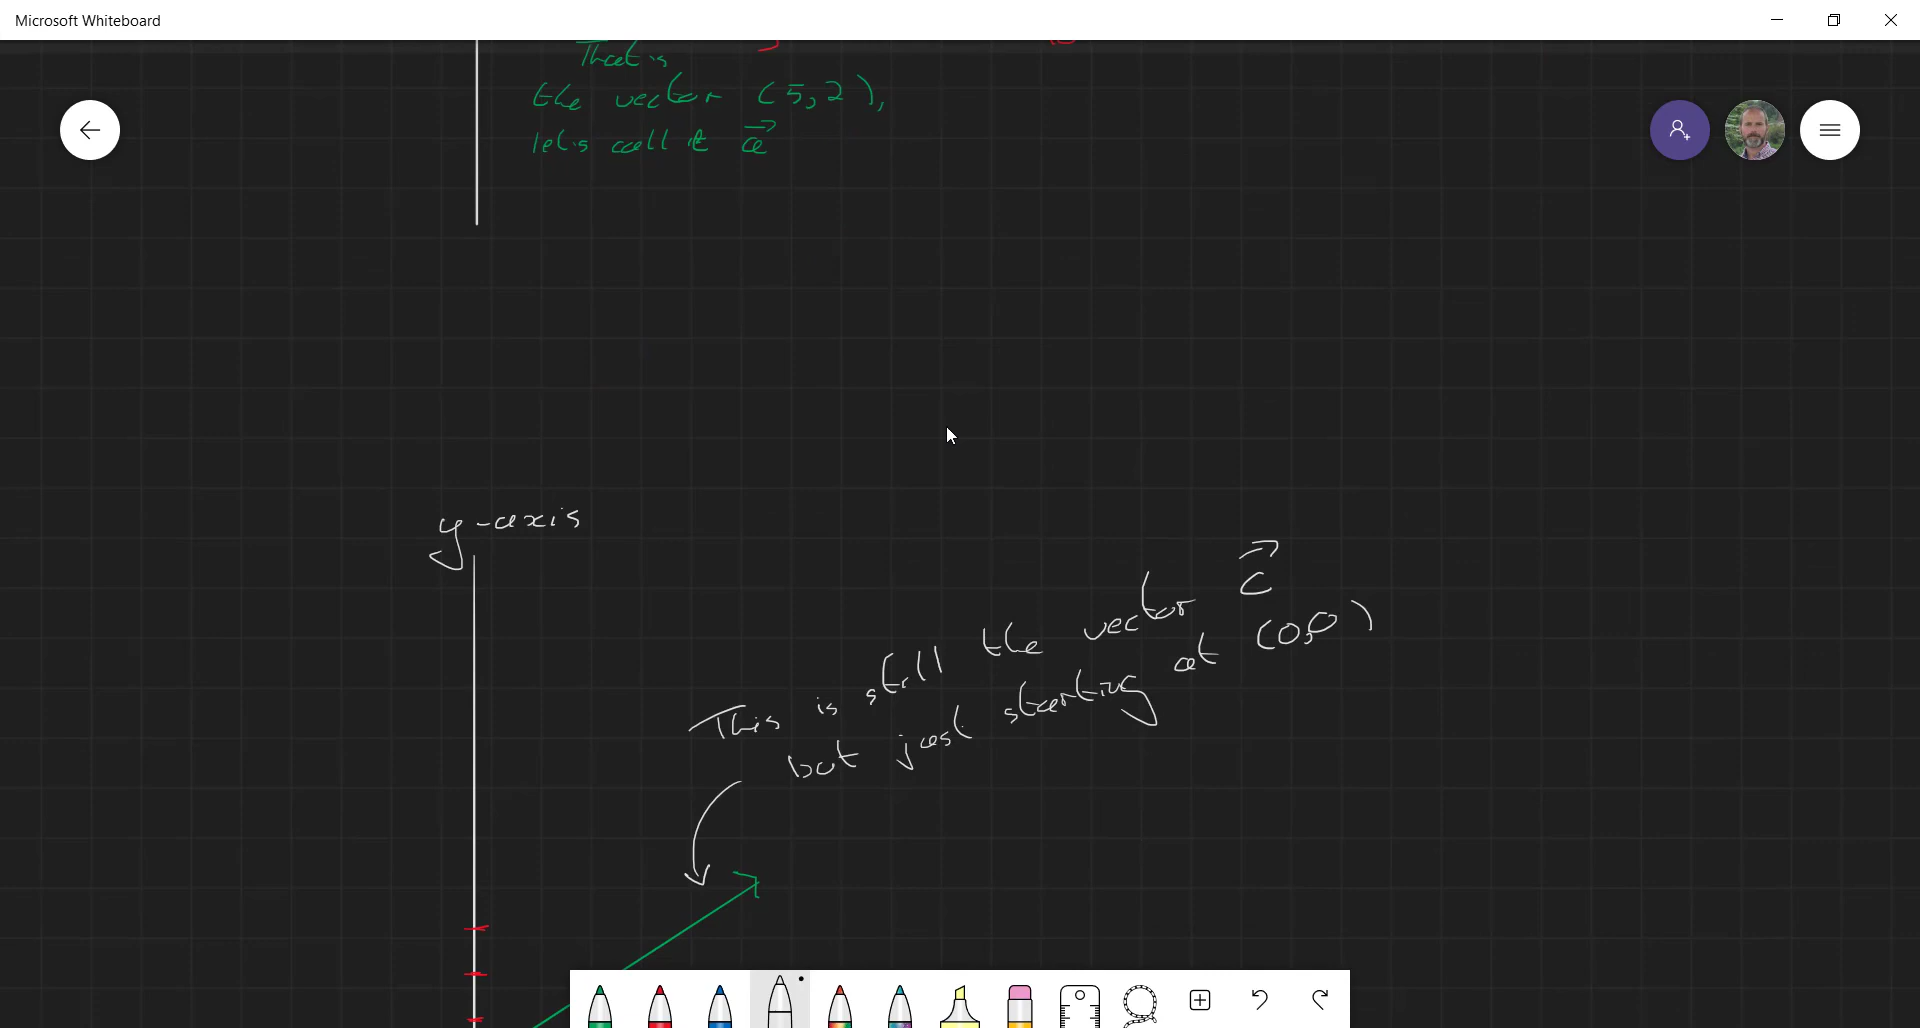 Microsoft Whiteboard
That is
the vector (5,2),
let's call it a⃗
y-axis
This is still the vector c⃗
but just starting at (0,0)